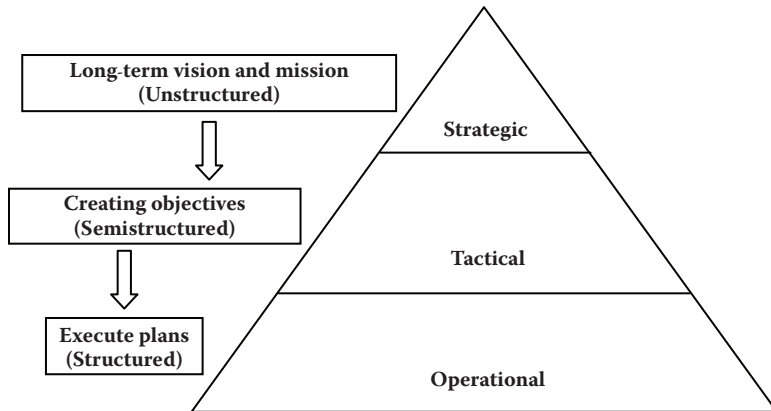 Long-term vision and mission
(Unstructured)
Strategic
Creating objectives
(Semistructured)
Tactical
Execute plans
(Structured)
Operational